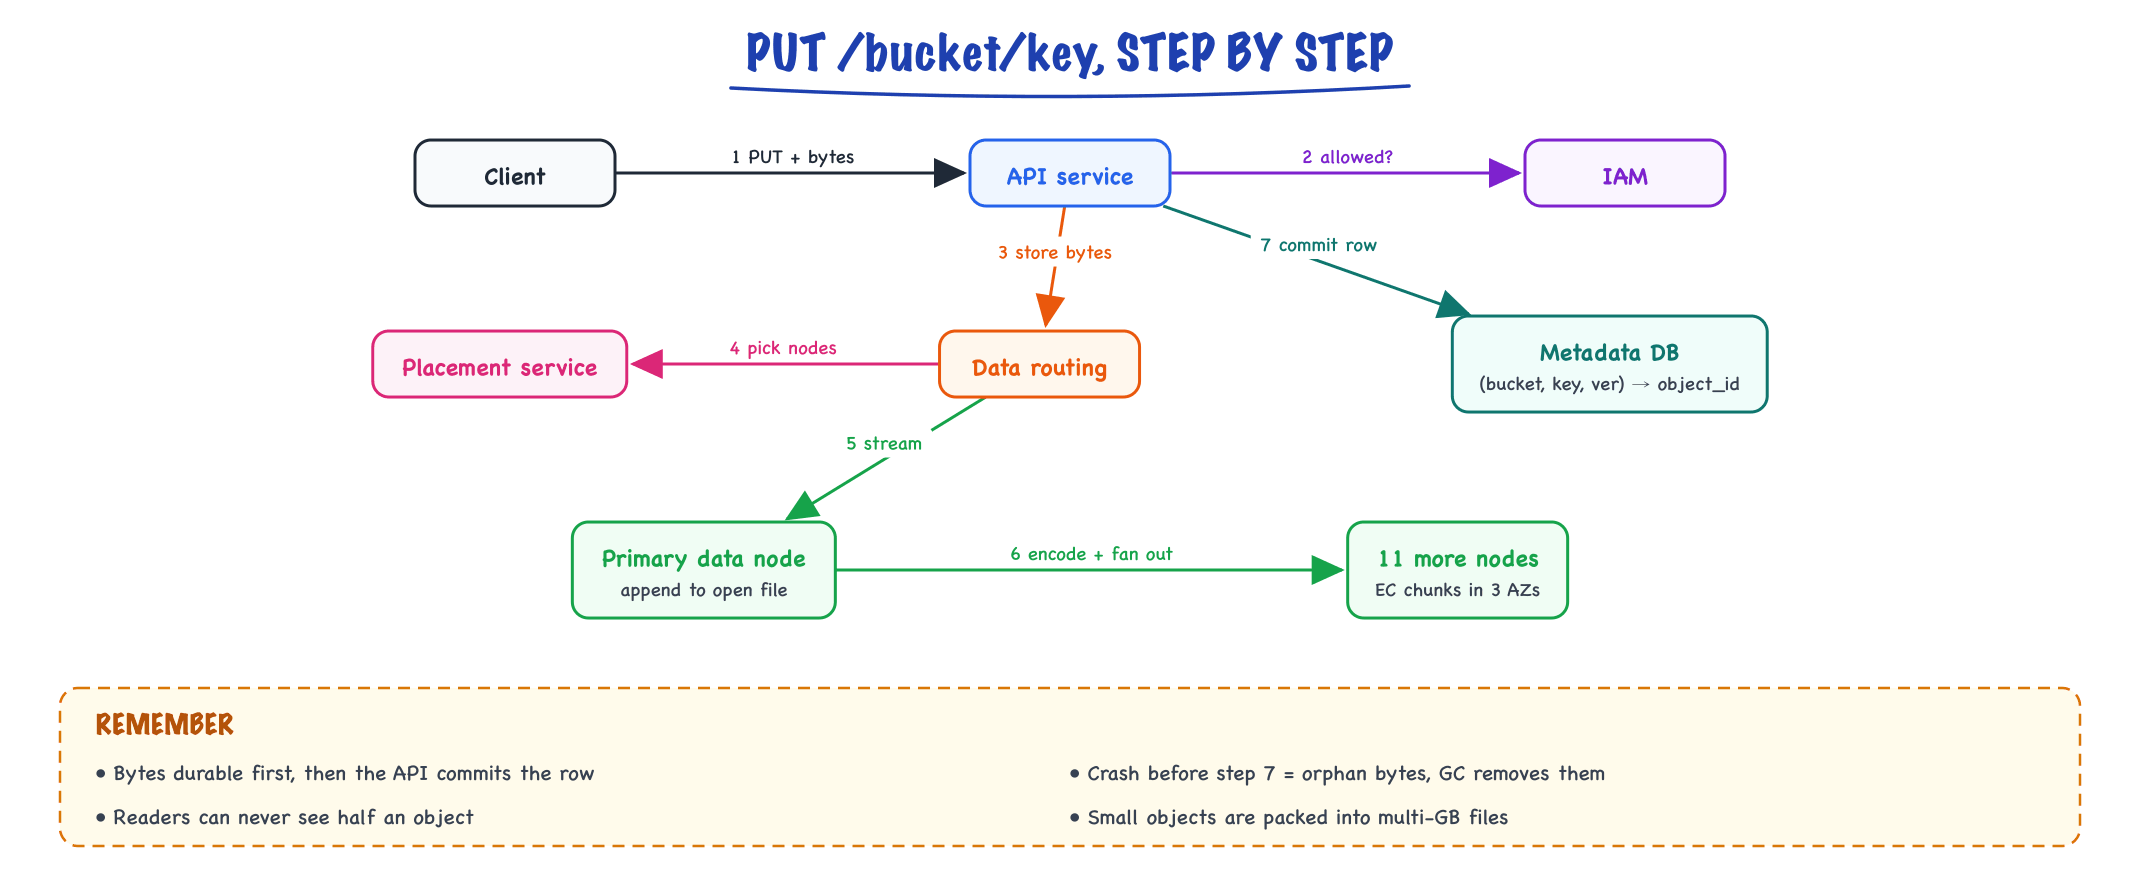 PUT /bucket/key, STEP BY STEP
Client
1 PUT + bytes
API service
2 allowed?
IAM
3 store bytes
7 commit row
Placement service
4 pick nodes
Data routing
Metadata DB
(bucket, key, ver) → object_id
5 stream
Primary data node
append to open file
6 encode + fan out
11 more nodes
EC chunks in 3 AZs
REMEMBER
• Bytes durable first, then the API commits the row
• Readers can never see half an object
• Crash before step 7 = orphan bytes, GC removes them
• Small objects are packed into multi-GB files